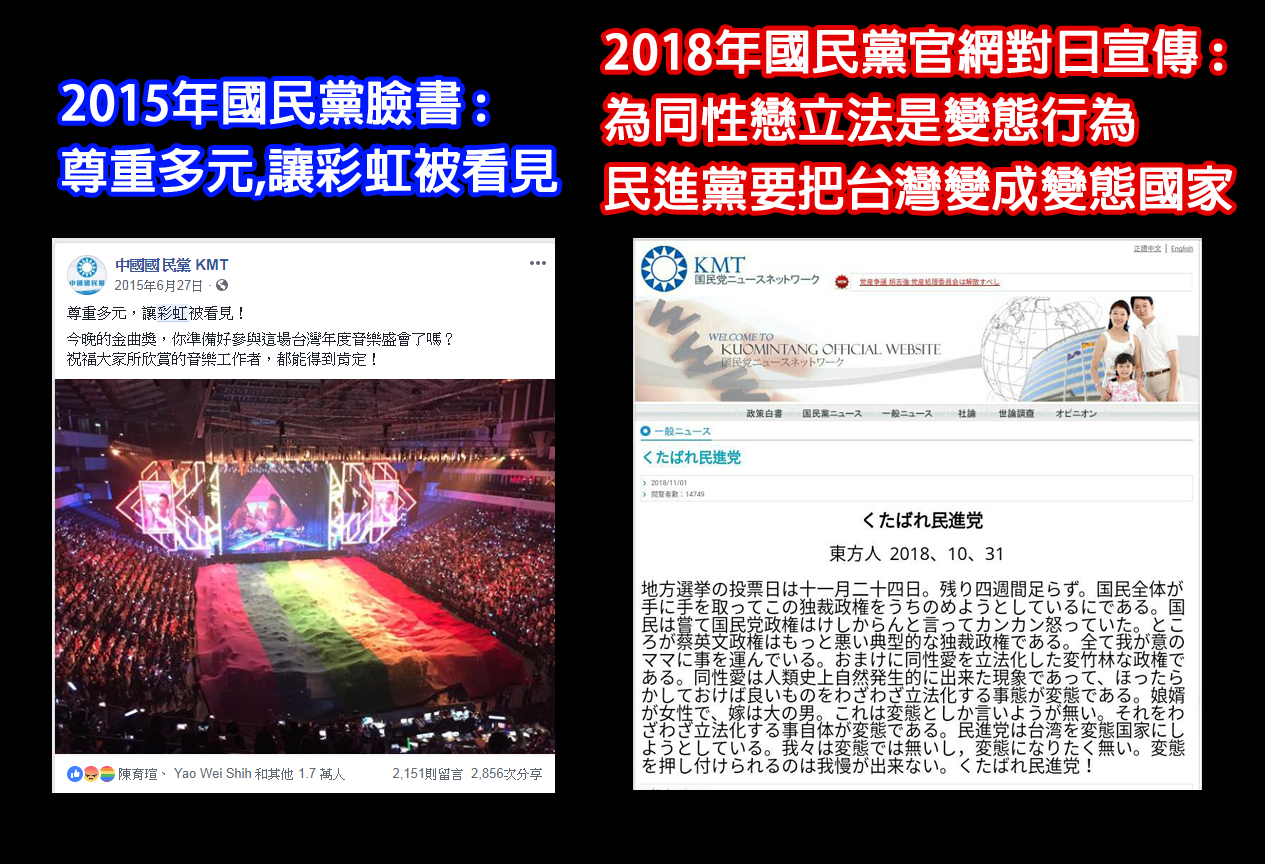 2015年國民黨臉書：
尊重多元,讓彩虹被看見
2018年國民黨官網對日宣傳：
為同性戀立法是變態行為
民進黨要把台灣變成變態國家
中國國民黨 KMT
2015年6月27日
尊重多元，讓彩虹被看見！
今晚的金曲獎，你準備好參與這場台灣年度音樂盛會了嗎？
祝福大家所欣賞的音樂工作者，都能得到肯定！
陳育瑄、 Yao Wei Shih 和其他 1.7 萬人
2,151則留言 2,856次分享
正體中文 | English
KMT
国民党ニュースネットワーク
党産争議 胡志強:党産処理委員会は解散すべし
WELCOME TO
KUOMINTANG OFFICIAL WEBSITE
国民党ニュースネットワーク
政策白書 国民党ニュース 一般ニュース 社論 世論調査 オピニオン
一般ニュース
くたばれ民進党
2018/11/01
閲覧者數：14749
くたばれ民進党
東方人 2018、10、31
地方選挙の投票日は十一月二十四日。残り四週間足らず。国民全体が
手に手を取ってこの独裁政権をうちのめようとしているにである。国
民は嘗て国民党政権はけしからんと言ってカンカン怒っていた。とこ
ろが蔡英文政権はもっと悪い典型的な独裁政権である。全て我が意の
ママに事を運んでいる。おまけに同性愛を立法化した変竹林な政権で
ある。同性愛は人類史上自然発生的に出来た現象であって、ほったら
かしておけば良いものをわざわざ立法化する事態が変態である。娘婿
が女性で、嫁は大の男。これは変態としか言いようが無い。それをわ
ざわざ立法化する事自体が変態である。民進党は台湾を変態国家にし
ようとしている。我々は変態では無いし，変態になりたく無い。変態
を押し付けられるのは我慢が出来ない。くたばれ民進党！